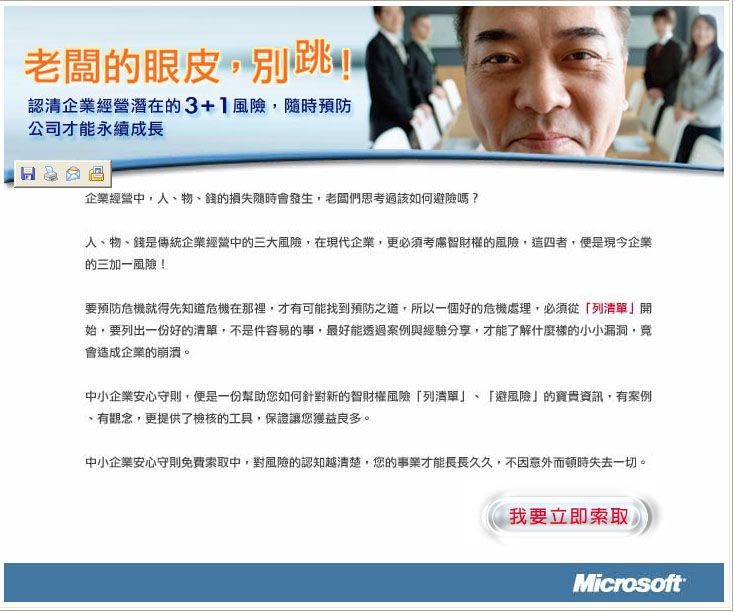 老闆的眼皮，別跳！
認清企業經營潛在的3+1風險，隨時預防
公司才能永續成長
企業經營中，人、物、錢的損失隨時會發生，老闆們思考過該如何避險嗎？
人、物、錢是傳統企業經營中的三大風險，在現代企業，更必須考慮智財權的風險，這四者，便是現今企業
的三加一風險！
要預防危機就得先知道危機在那裡，才有可能找到預防之道，所以一個好的危機處理，必須從「列清單」開
始，要列出一份好的清單，不是件容易的事，最好能透過案例與經驗分享，才能了解什麼樣的小小漏洞，竟
會造成企業的崩潰。
中小企業安心守則，便是一份幫助您如何針對新的智財權風險「列清單」、「避風險」的寶貴資訊，有案例
、有觀念，更提供了檢核的工具，保證讓您獲益良多。
中小企業安心守則免費索取中，對風險的認知越清楚，您的事業才能長長久久，不因意外而頓時失去一切。
我要立即索取
Microsoft